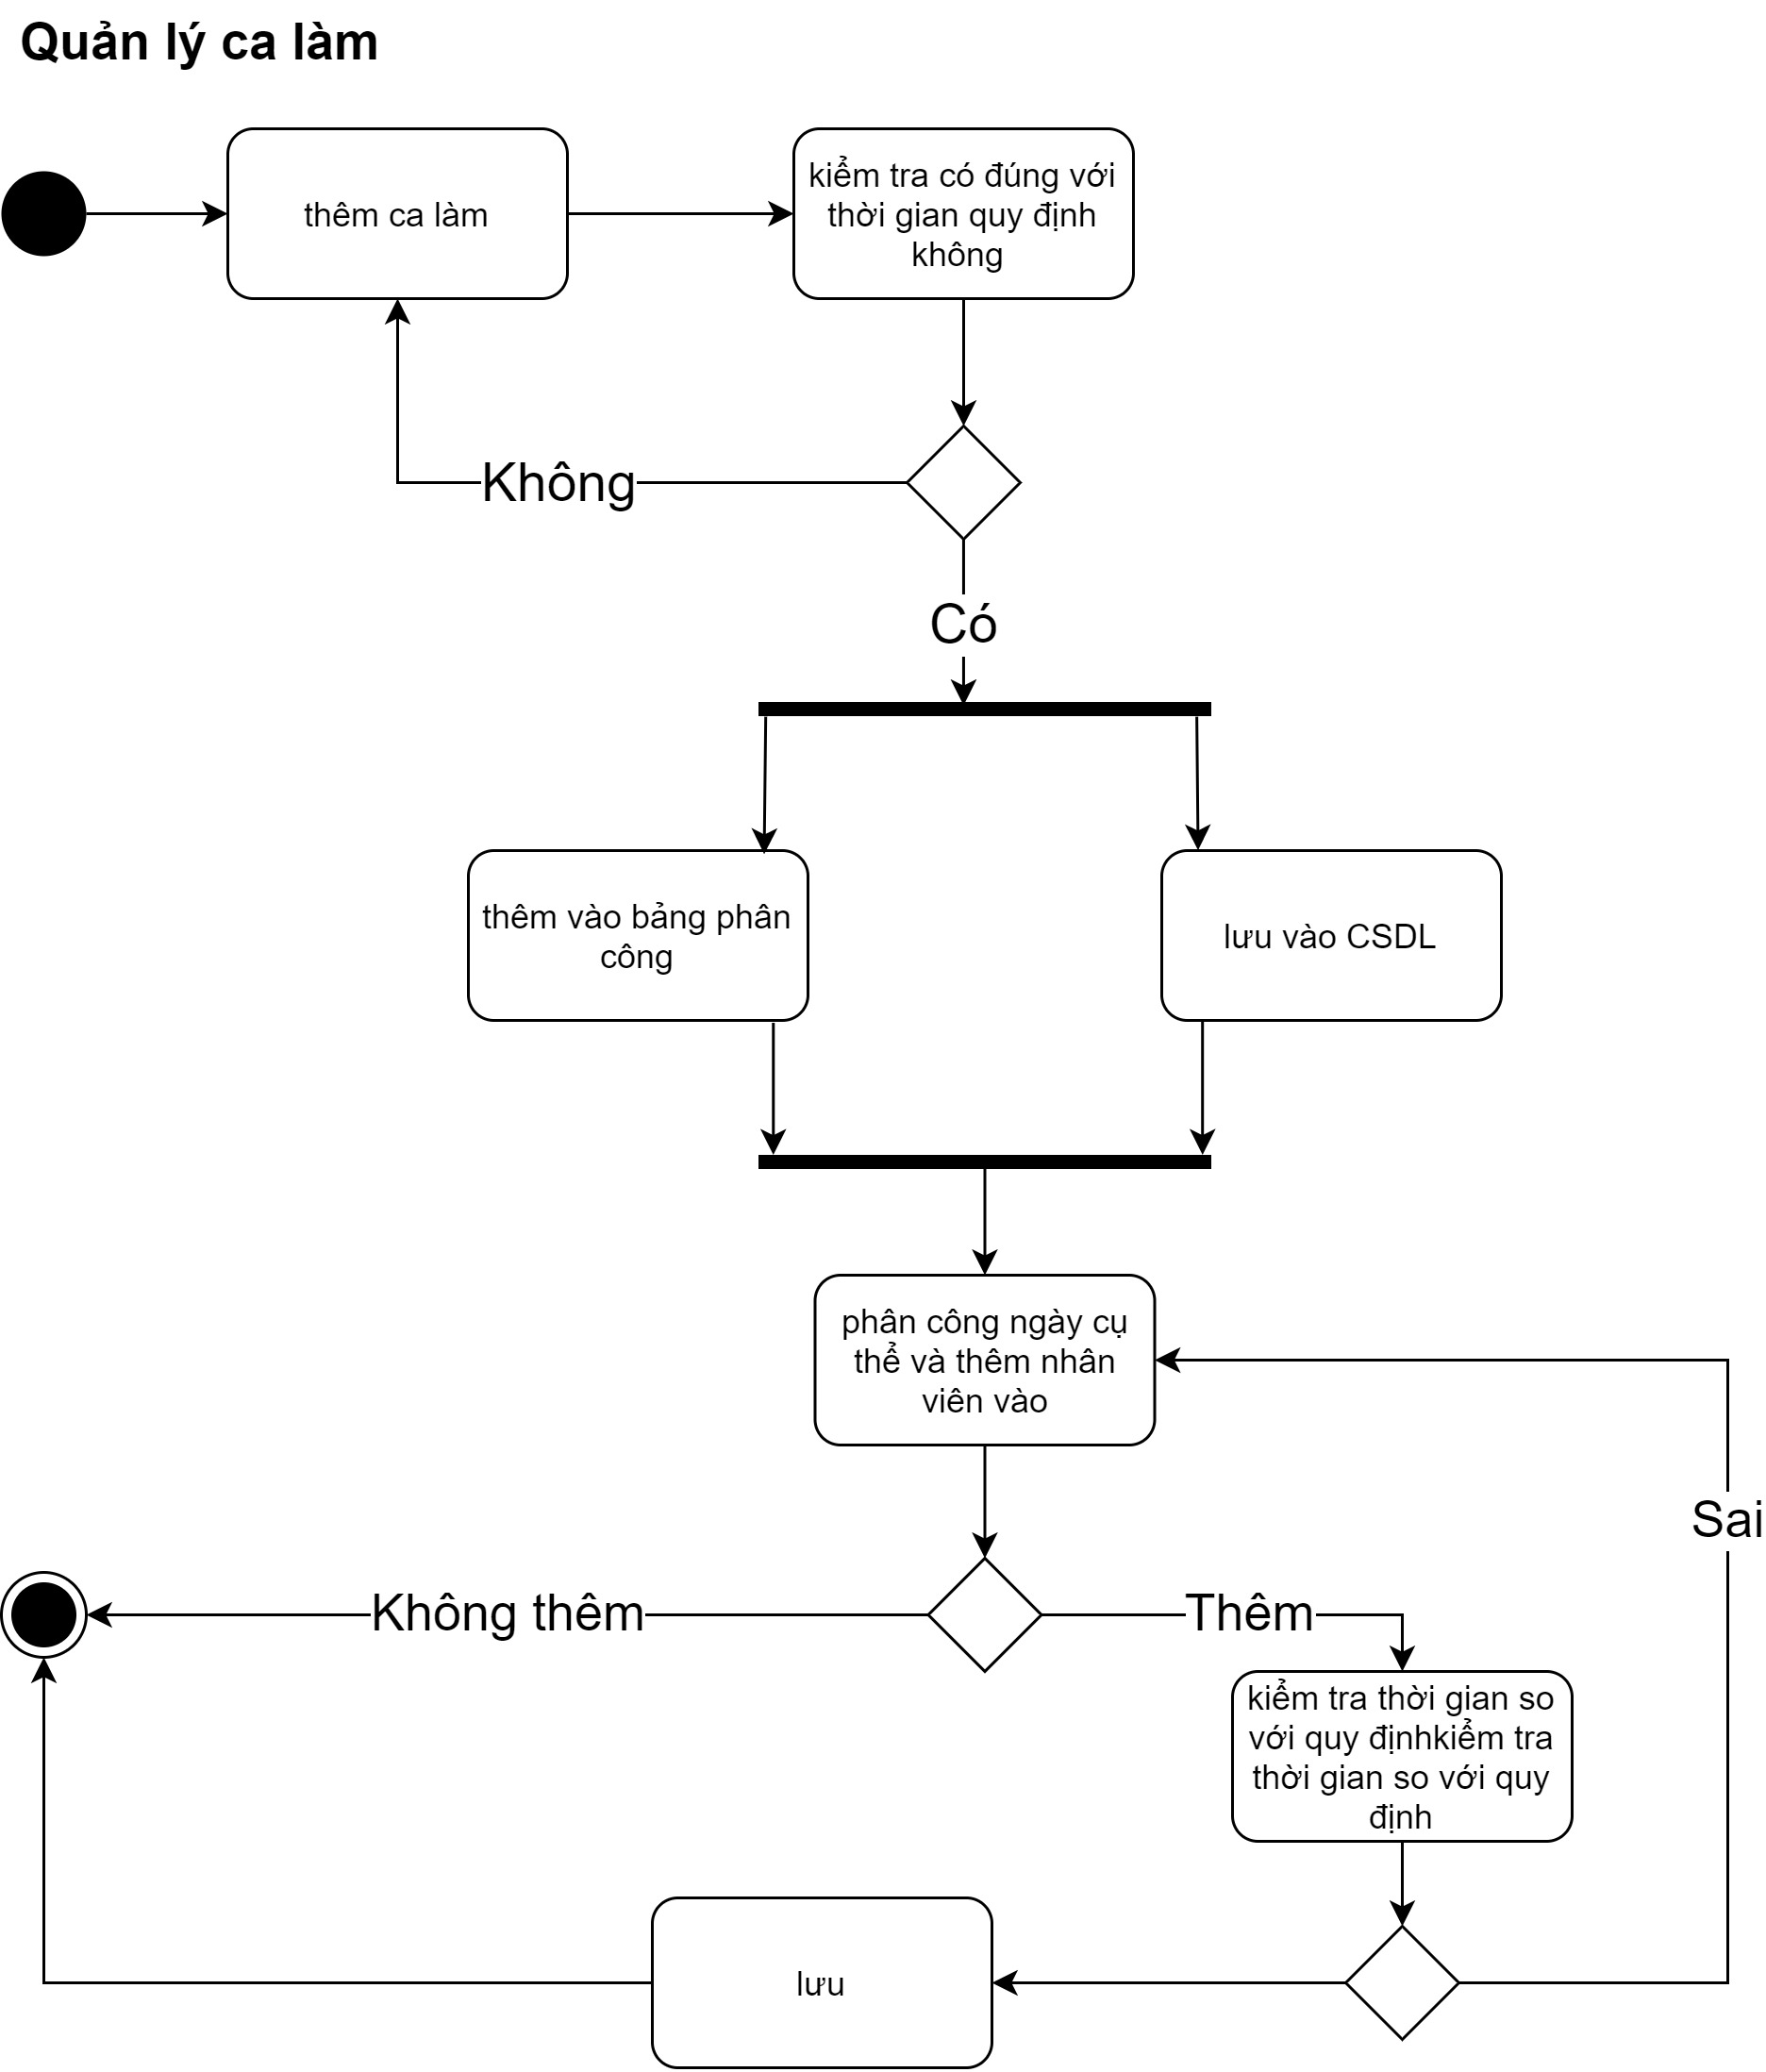 Quản lý ca làm
thêm ca làm
kiểm tra có đúng với
thời gian quy định
không
Không
Có
thêm vào bảng phân
công
lưu vào CSDL
phân công ngày cụ
thể và thêm nhân
viên vào
Sai
Không thêm
Thêm
kiểm tra thời gian so
với quy địnhkiểm tra
thời gian so với quy
định
lưu